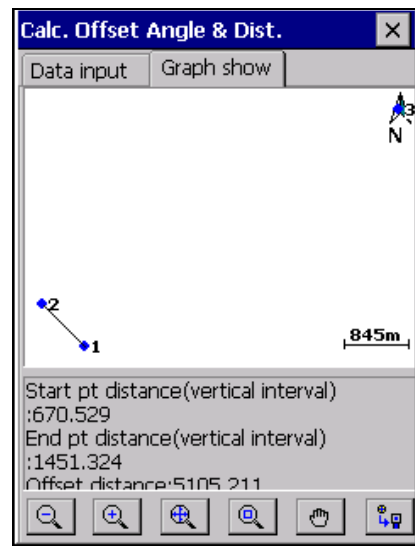 Calc. Offset Angle & Dist.
Data input Graph show
3
N
2
1
845m
Start pt distance(vertical interval)
:670.529
End pt distance(vertical interval)
:1451.324
Offset distance:5105.211